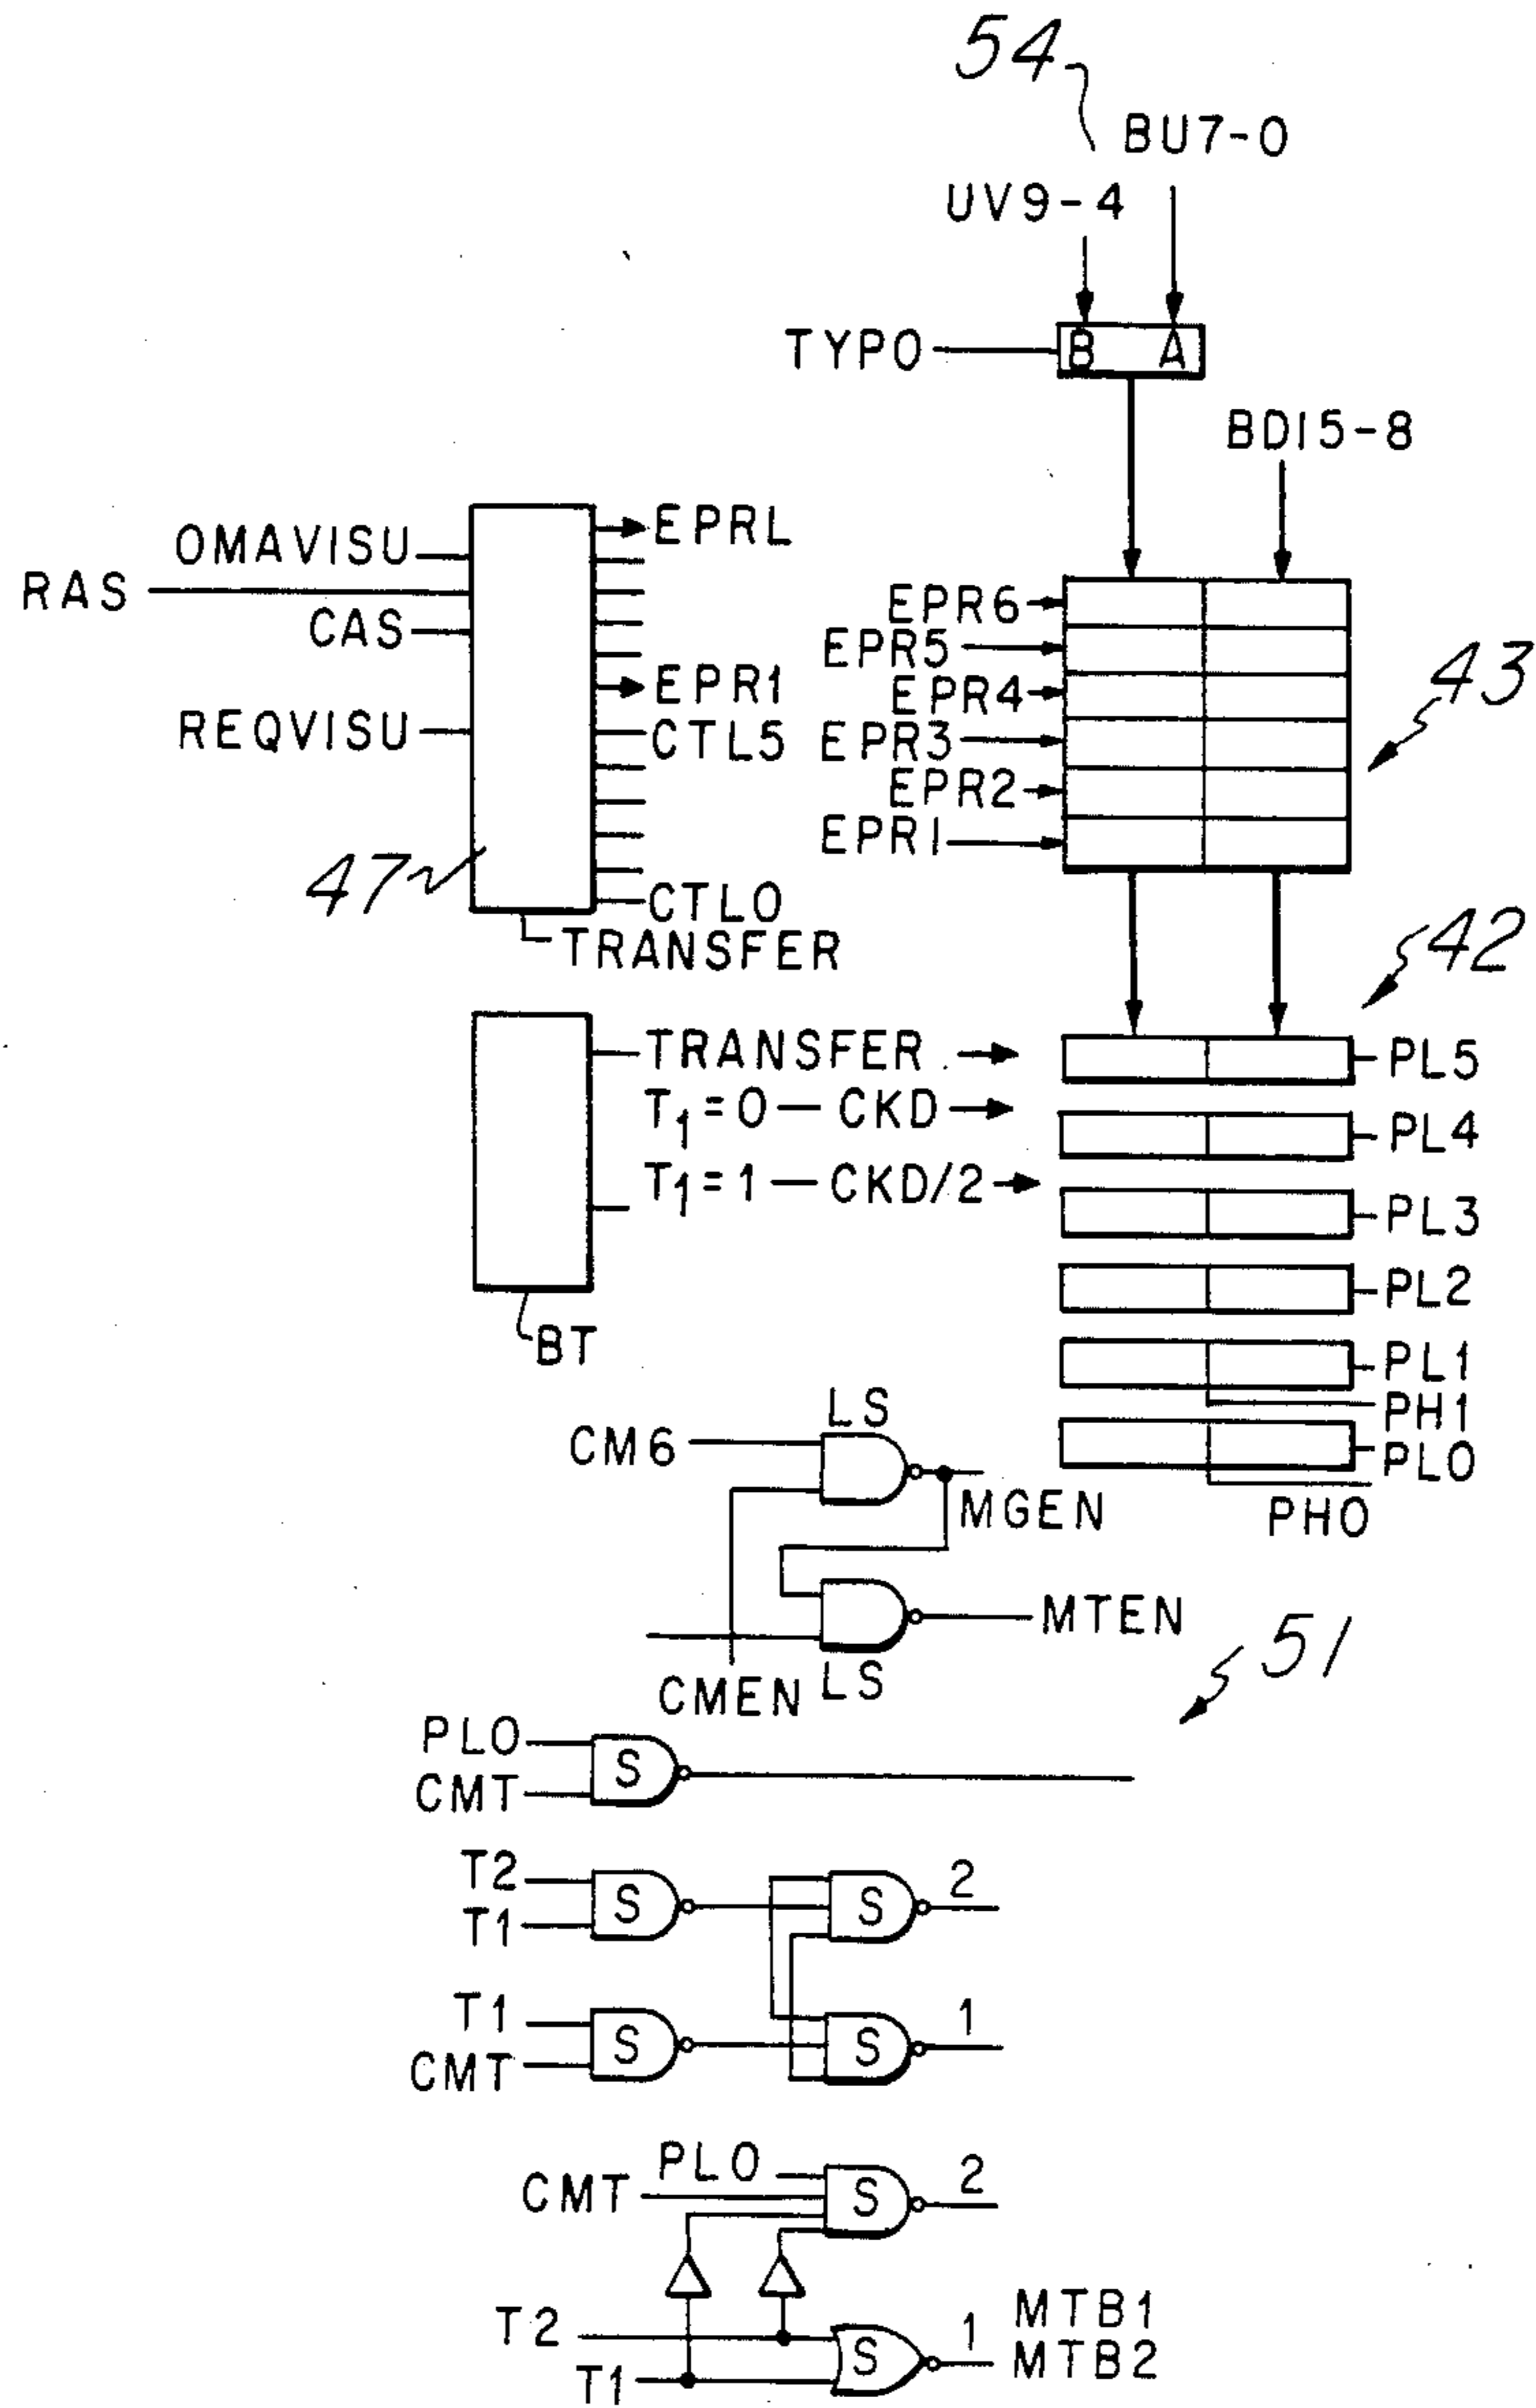 54
BU7-0
UV9-4
TYPO
B A
BD15-8
OMAVISU
EPRL
RAS
CAS
EPR6
EPR5
EPR4
EPR3
EPR2
EPR1
43
EPR1
REQVISU
CTL5
47
CTL0
TRANSFER
42
TRANSFER
PL5
T1=0-CKD
PL4
T1=1-CKD/2
PL3
PL2
BT
PL1
PH1
PL0
PH0
LS
CM6
MGEN
MTEN
CMEN
LS
51
PL0
S
CMT
T2
S
T1
S
2
T1
S
CMT
S
1
PL0
CMT
S
2
T2
T1
S
1
MTB1
MTB2